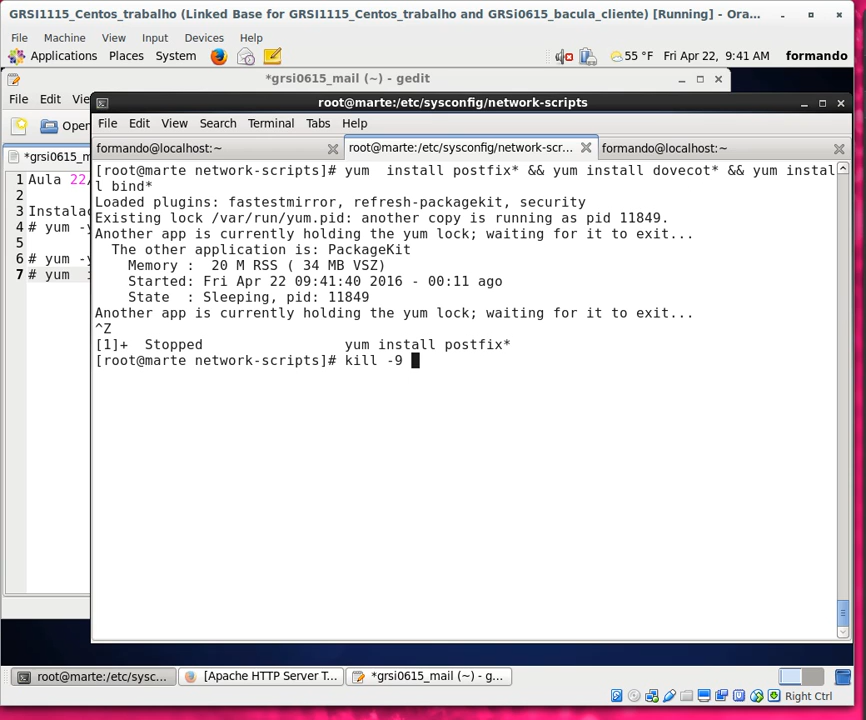 GRSI1115_Centos_trabalho (Linked Base for GRSI1115_Centos_trabalho and GRSi0615_bacula_cliente) [Running] - Ora...
File Machine View Input Devices Help
Applications Places System 55 °F Fri Apr 22, 9:41 AM formando
*grsi0615_mail (~) - gedit
File Edit Vie
Open
*grsi0615_m
1 Aula 22/
2
3 Instalac
4 # yum -y
5
6 # yum -y
7 # yum i
root@marte:/etc/sysconfig/network-scripts
File Edit View Search Terminal Tabs Help
formando@localhost:~ root@marte:/etc/sysconfig/network-scr... formando@localhost:~
[root@marte network-scripts]# yum  install postfix* && yum install dovecot* && yum instal
l bind*
Loaded plugins: fastestmirror, refresh-packagekit, security
Existing lock /var/run/yum.pid: another copy is running as pid 11849.
Another app is currently holding the yum lock; waiting for it to exit...
  The other application is: PackageKit
    Memory :  20 M RSS ( 34 MB VSZ)
    Started: Fri Apr 22 09:41:40 2016 - 00:11 ago
    State  : Sleeping, pid: 11849
Another app is currently holding the yum lock; waiting for it to exit...
^Z
[1]+  Stopped                 yum install postfix*
[root@marte network-scripts]# kill -9
root@marte:/etc/sysc... [Apache HTTP Server T... *grsi0615_mail (~) - g...
Right Ctrl